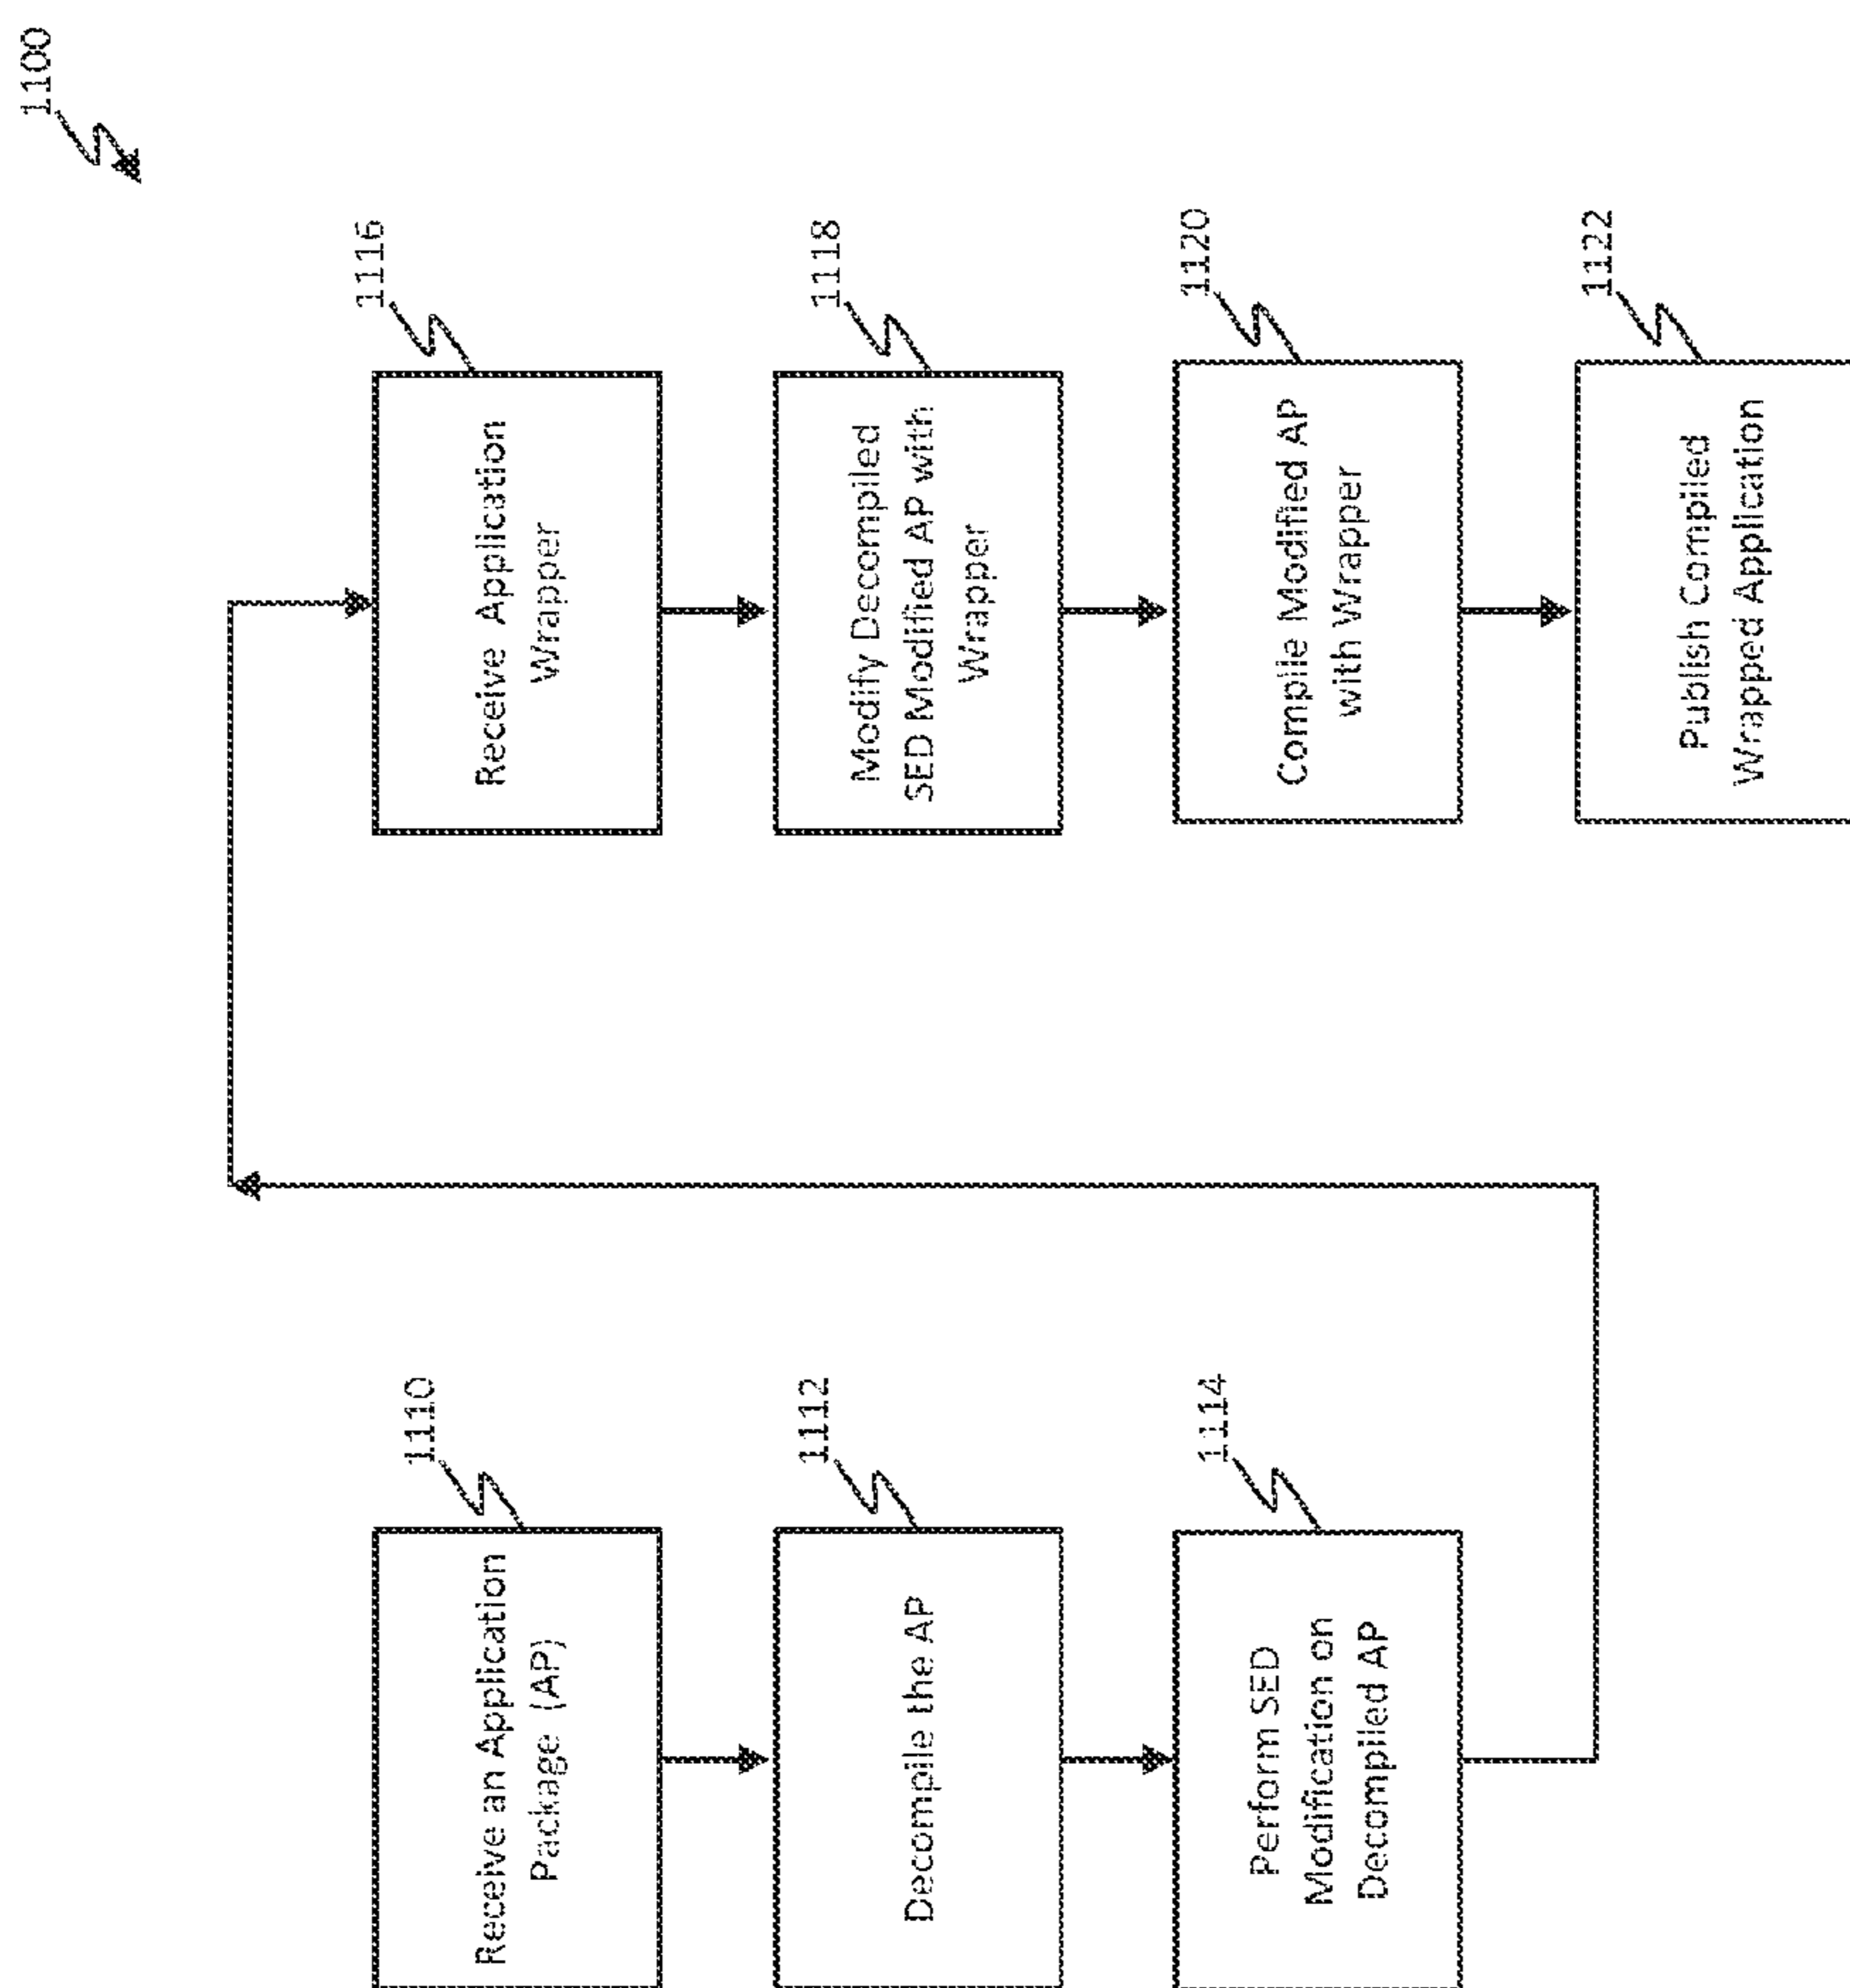 1100
1110
Receive an Application
Package (AP)
1112
Decompile the AP
1114
Perform SED
Modification on
Decompiled AP
1116
Receive Application
Wrapper
1118
Modify Decompiled
SED Modified AP with
Wrapper
1120
Compile Modified AP
with Wrapper
1122
Publish Compiled
Wrapped Application